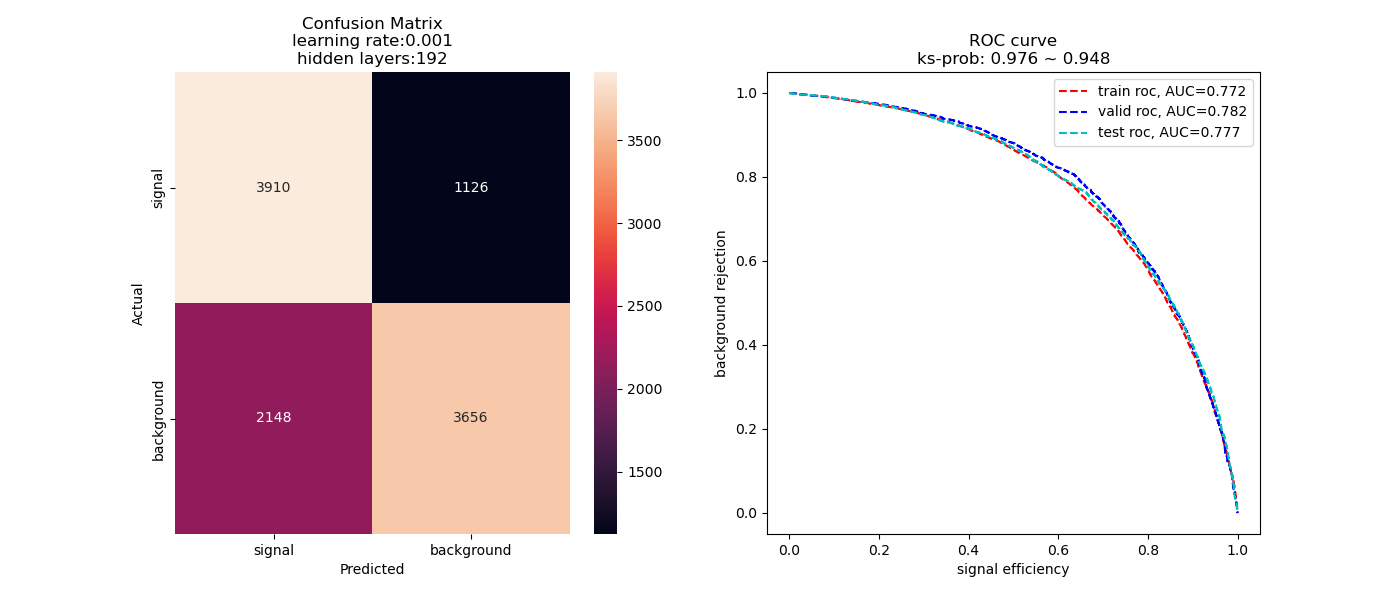 Confusion Matrix
learning rate:0.001
hidden layers:192
signal
background
Actual
3910
1126
2148
3656
signal
background
Predicted
3500
3000
2500
2000
1500
ROC curve
ks-prob: 0.976 ~ 0.948
train roc, AUC=0.772
valid roc, AUC=0.782
test roc, AUC=0.777
background rejection
1.0
0.8
0.6
0.4
0.2
0.0
0.0
0.2
0.4
0.6
0.8
1.0
signal efficiency